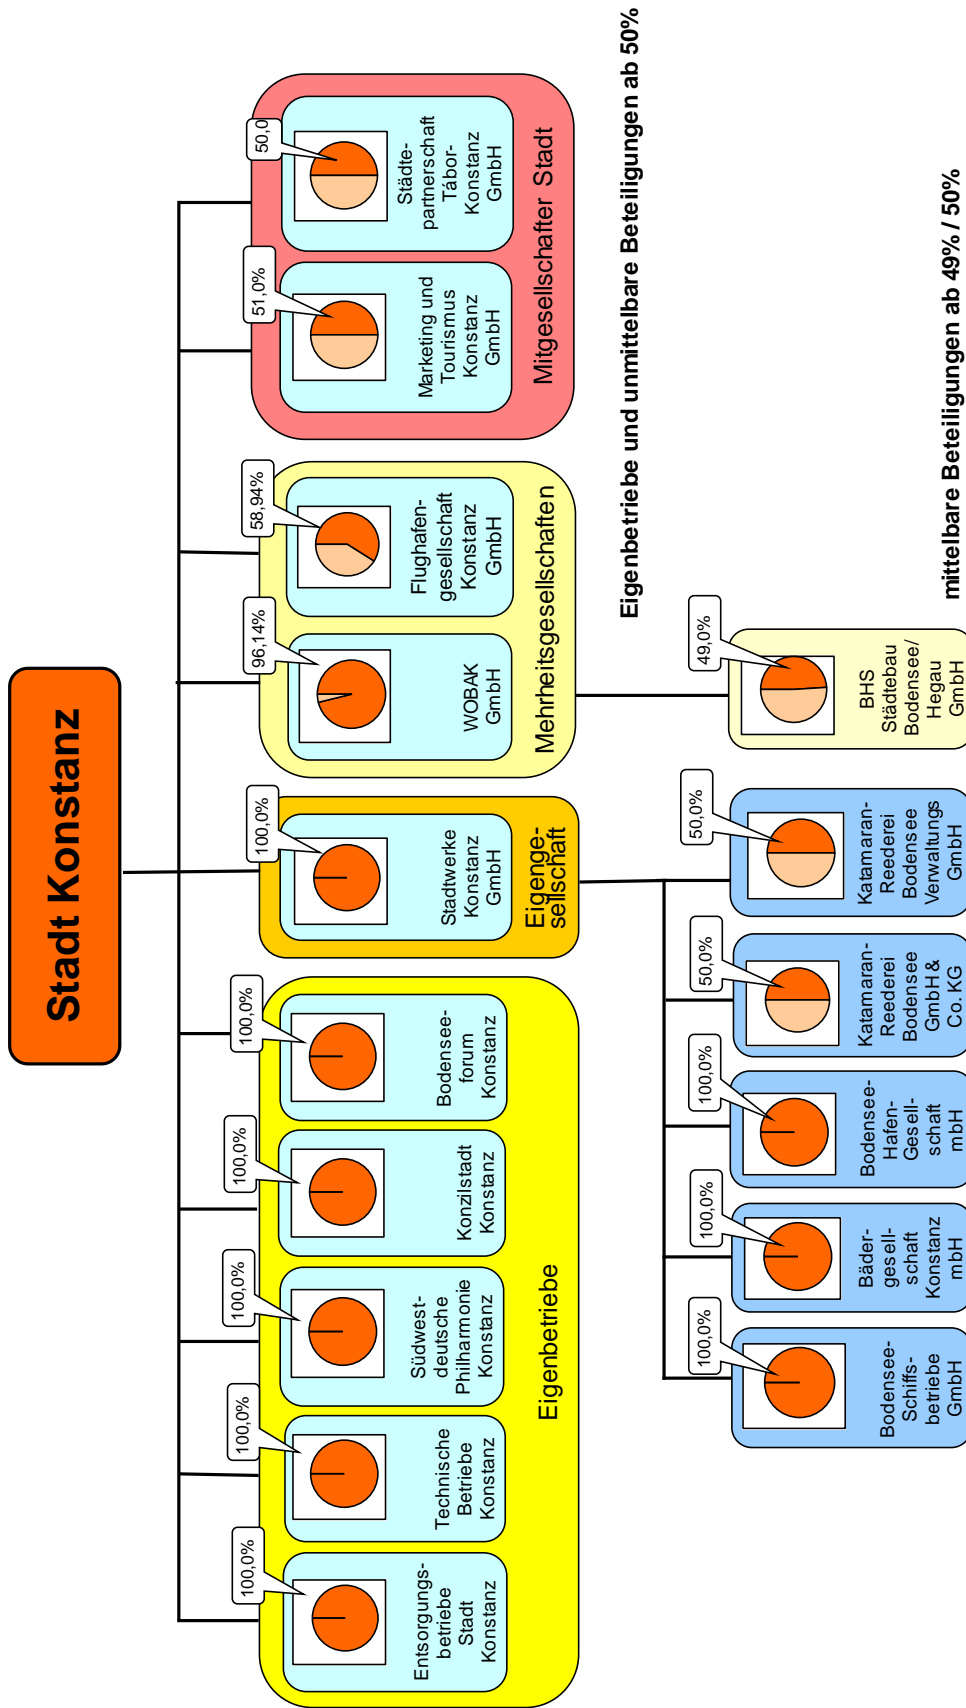 Stadt Konstanz
100,0%
Entsorgungs-
betriebe
Stadt
Konstanz
100,0%
Technische
Betriebe
Konstanz
100,0%
Südwest-
deutsche
Philharmonie
Konstanz
100,0%
Konzilstadt
Konstanz
100,0%
Bodensee-
forum
Konstanz
Eigenbetriebe
100,0%
Stadtwerke
Konstanz
GmbH
Eigenge-
sellschaft
96,14%
WOBAK
GmbH
58,94%
Flughafen-
gesellschaft
Konstanz
GmbH
Mehrheitsgesellschaften
51,0%
Marketing und
Tourismus
Konstanz
GmbH
50,0
Städte-
partnerschaft
Tábor-
Konstanz
GmbH
Mitgesellschafter Stadt
Eigenbetriebe und unmittelbare Beteiligungen ab 50%
100,0%
Bodensee-
Schiffs-
betriebe
GmbH
100,0%
Bäder-
gesell-
schaft
Konstanz
mbH
100,0%
Bodensee-
Hafen-
Gesell-
schaft
mbH
50,0%
Katamaran-
Reederei
Bodensee
GmbH &
Co. KG
50,0%
Katamaran-
Reederei
Bodensee
Verwaltungs
GmbH
49,0%
BHS
Städtebau
Bodensee/
Hegau
GmbH
mittelbare Beteiligungen ab 49% / 50%